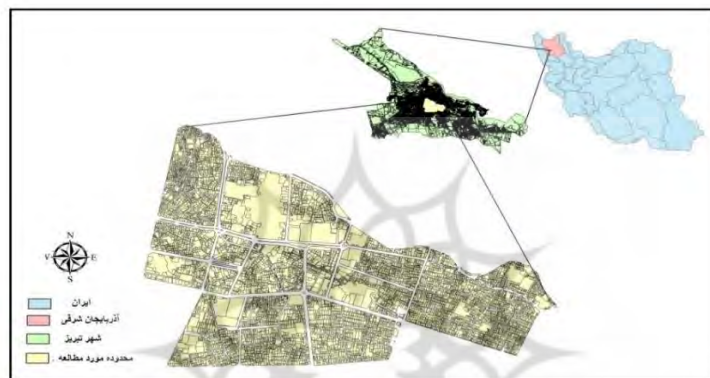 N
V E
S
ایران
آذربایجان شرقی
شهر تبریز
محدوده مورد مطالعه